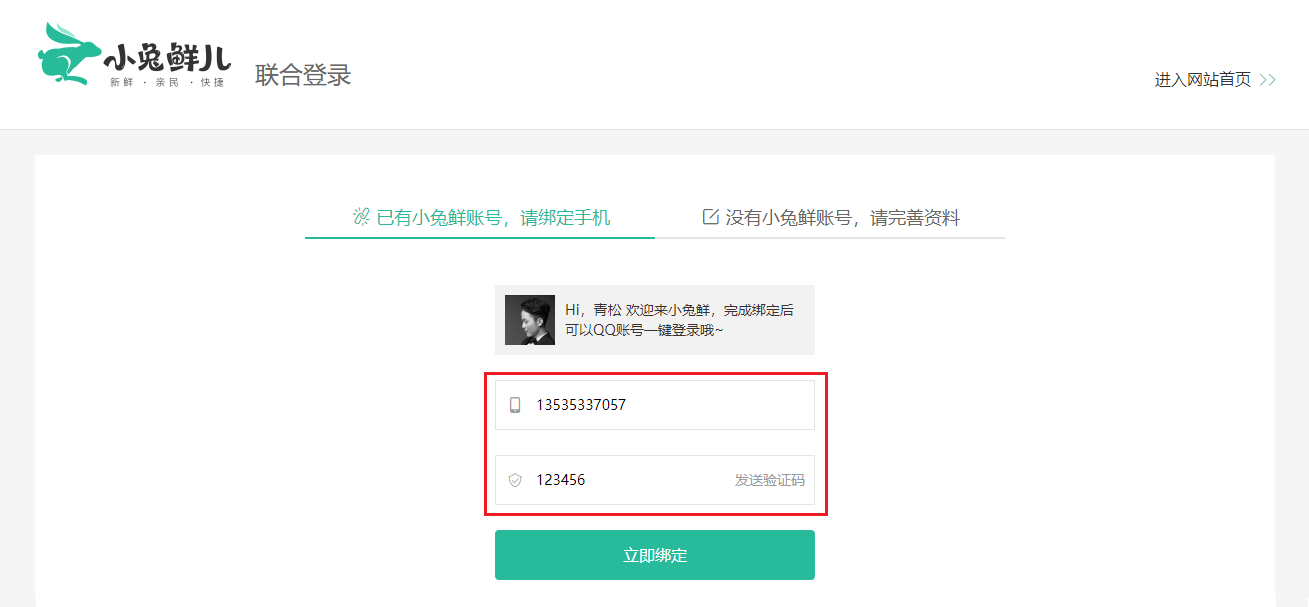 小兔鲜儿
新鲜 · 亲民 · 快捷
联合登录
进入网站首页 >>
已有小兔鲜账号，请绑定手机
没有小兔鲜账号，请完善资料
Hi，青松 欢迎来小兔鲜，完成绑定后
可以QQ账号一键登录哦~
13535337057
123456
发送验证码
立即绑定